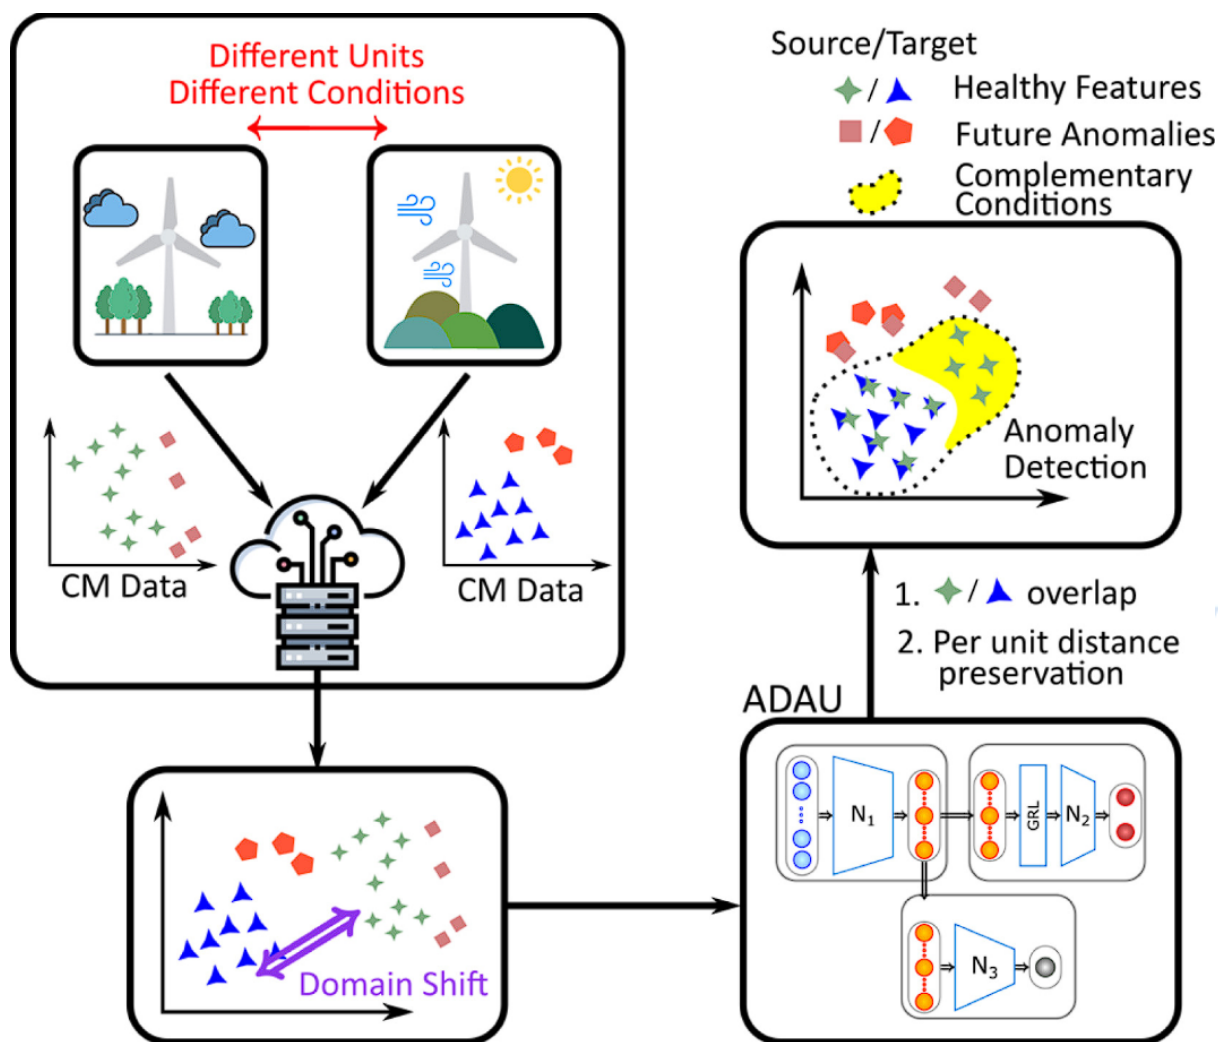 Different Units
Different Conditions
CM Data
CM Data
Domain Shift
Source/Target
/ Healthy Features
/ Future Anomalies
Complementary
Conditions
Anomaly
Detection
1. / overlap
2. Per unit distance
preservation
ADAU
N1
GRL
N2
N3